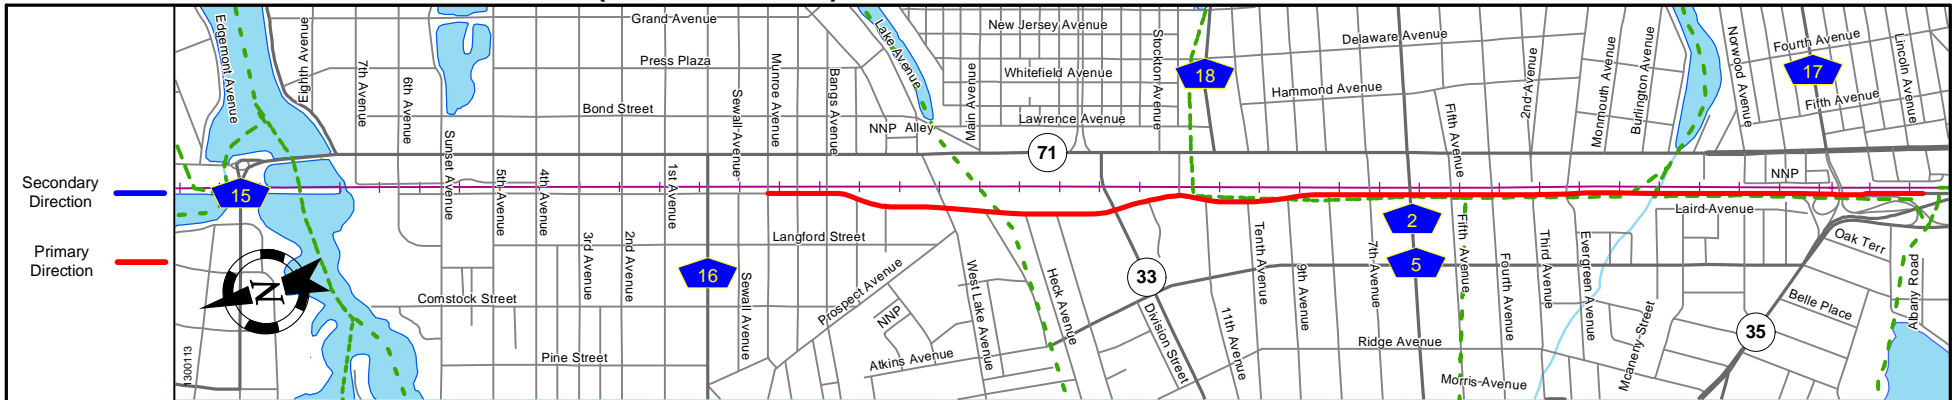 Secondary
Direction
Primary
Direction
Edgemont Avenue
Eighth Avenue
7th Avenue
6th Avenue
Sunset Avenue
5th Avenue
4th Avenue
3rd Avenue
2nd Avenue
1st Avenue
Grand Avenue
Press Plaza
Bond Street
Sewall Avenue
Munroe Avenue
Bangs Avenue
Lake Avenue
NNP Alley
Main Avenue
New Jersey Avenue
Whitefield Avenue
Lawrence Avenue
Stockton Avenue
71
18
Delaware Avenue
Hammond Avenue
Fifth Avenue
2nd Avenue
Monmouth Avenue
Burlington Avenue
Norwood Avenue
Fourth Avenue
17
Fifth Avenue
Lincoln Avenue
NNP
15
N
1300113
Langford Street
16
Sewall Avenue
Comstock Street
Pine Street
Prospect Avenue
NNP
Atkins Avenue
West Lake Avenue
Heck Avenue
33
Division Street
11th Avenue
Tenth Avenue
9th Avenue
7th Avenue
2
5
Fifth Avenue
Fourth Avenue
Third Avenue
Evergreen Avenue
Ridge Avenue
Morris Avenue
Mcaneny Street
Laird Avenue
35
Belle Place
Oak Terr
Albany Road